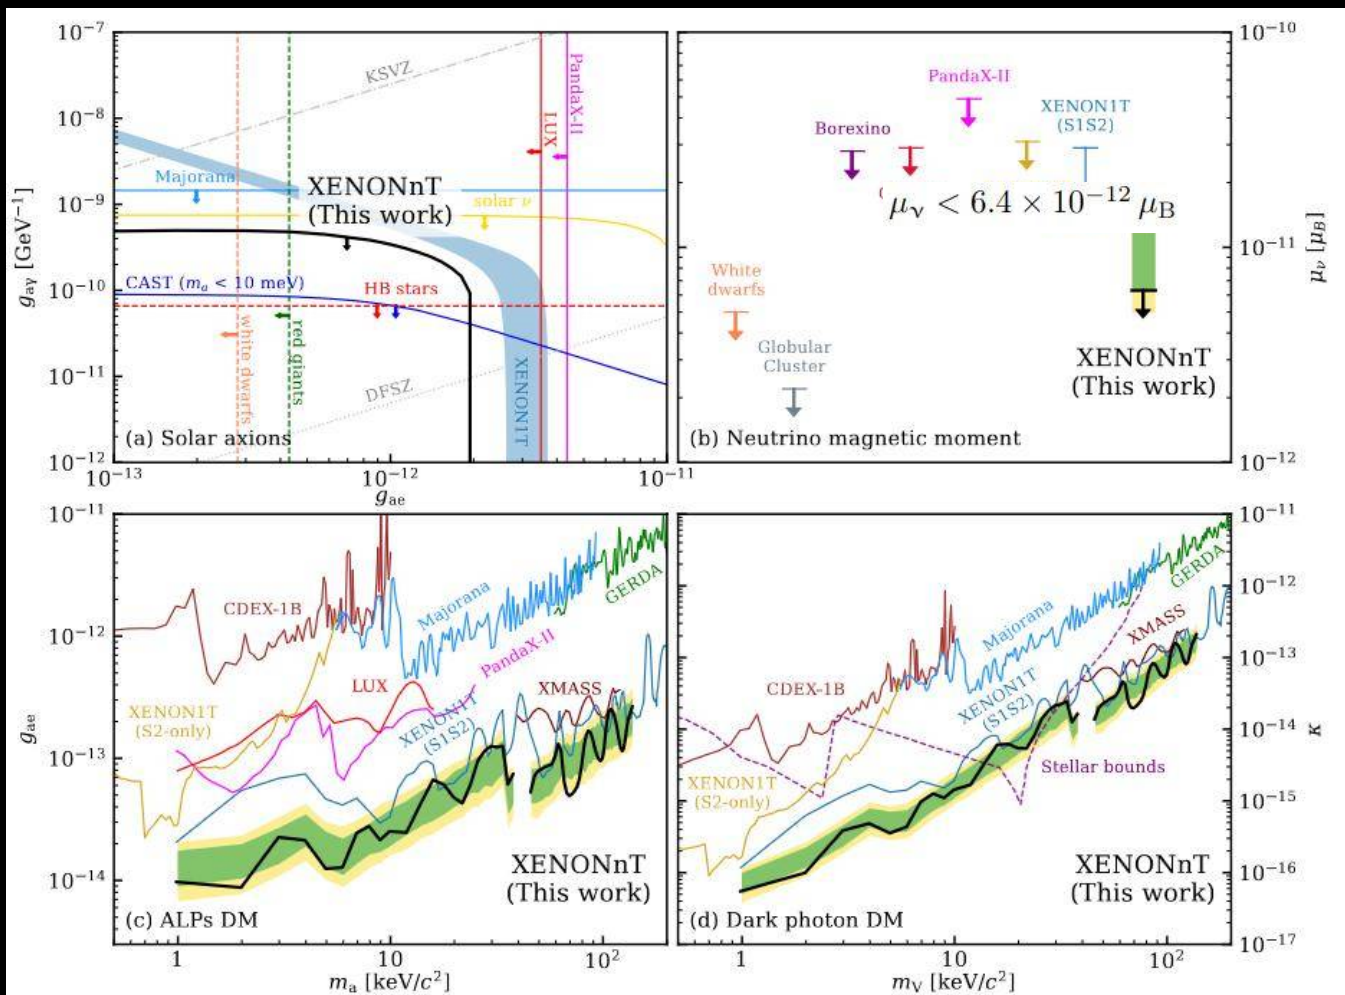 10⁻⁷
10⁻⁸
10⁻⁹
10⁻¹⁰
10⁻¹¹
10⁻¹²
g_aγ [GeV⁻¹]
KSVZ
PandaX-II
LUX
Majorana
XENONnT
(This work)
solar ν
CAST (m_a < 10 meV)
HB stars
white dwarfs
red giants
DFSZ
XENON1T
(a) Solar axions
10⁻¹³
10⁻¹²
10⁻¹¹
g_ae
PandaX-II
XENON1T
(S1S2)
Borexino
μ_ν < 6.4 × 10⁻¹² μ_B
White
dwarfs
Globular
Cluster
XENONnT
(This work)
(b) Neutrino magnetic moment
10⁻¹⁰
10⁻¹¹
10⁻¹²
μ_ν [μ_B]
10⁻¹¹
10⁻¹²
10⁻¹³
10⁻¹⁴
g_ae
CDEX-1B
Majorana
GERDA
PandaX-II
LUX
XMASS
XENON1T
(S2-only)
XENON1T
(S1S2)
XENONnT
(This work)
(c) ALPs DM
1
10
10²
m_a [keV/c²]
Majorana
GERDA
XMASS
CDEX-1B
XENON1T
(S1S2)
XENON1T
(S2-only)
Stellar bounds
XENONnT
(This work)
(d) Dark photon DM
10⁻¹¹
10⁻¹²
10⁻¹³
10⁻¹⁴
10⁻¹⁵
10⁻¹⁶
10⁻¹⁷
κ
1
10
10²
m_V [keV/c²]